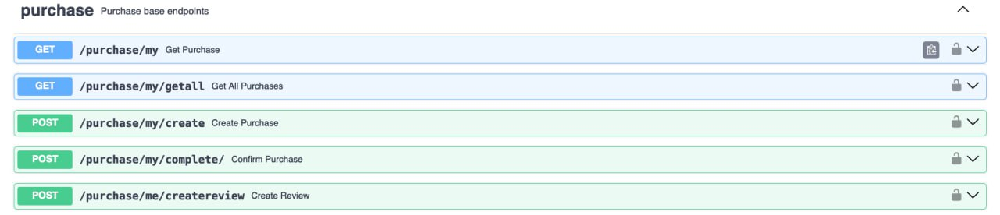 purchase Purchase base endpoints
GET /purchase/my Get Purchase
GET /purchase/my/getall Get All Purchases
POST /purchase/my/create Create Purchase
POST /purchase/my/complete/ Confirm Purchase
POST /purchase/me/createreview Create Review